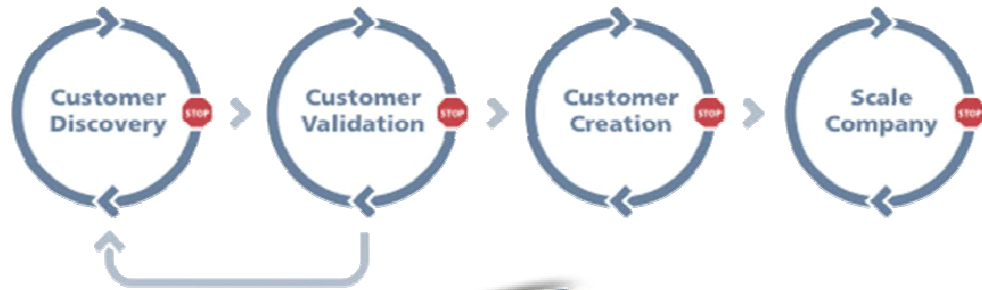 Customer
Discovery
STOP
Customer
Validation
STOP
Customer
Creation
STOP
Scale
Company
STOP